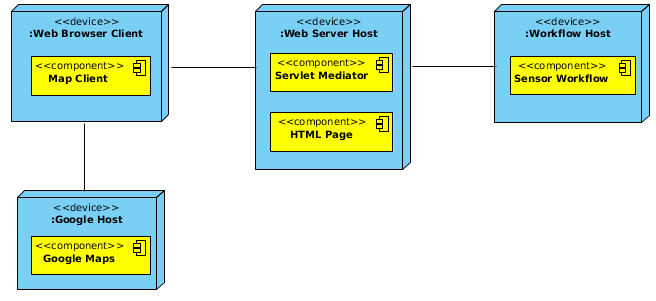 <<device>>
:Web Browser Client
<<component>>
Map Client
<<device>>
:Web Server Host
<<component>>
Servlet Mediator
<<component>>
HTML Page
<<device>>
:Workflow Host
<<component>>
Sensor Workflow
<<device>>
:Google Host
<<component>>
Google Maps